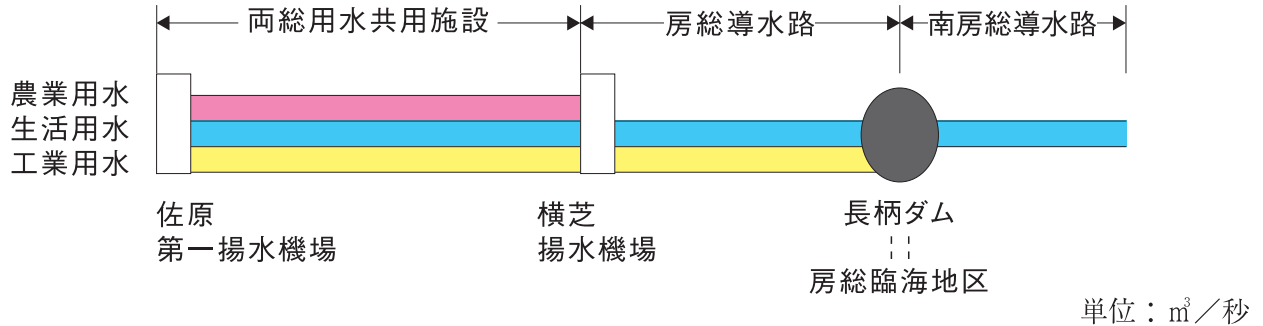 両総用水共用施設
房総導水路
南房総導水路
農業用水
生活用水
工業用水
佐原
第一揚水機場
横芝
揚水機場
長柄ダム
房総臨海地区
単位：㎥／秒